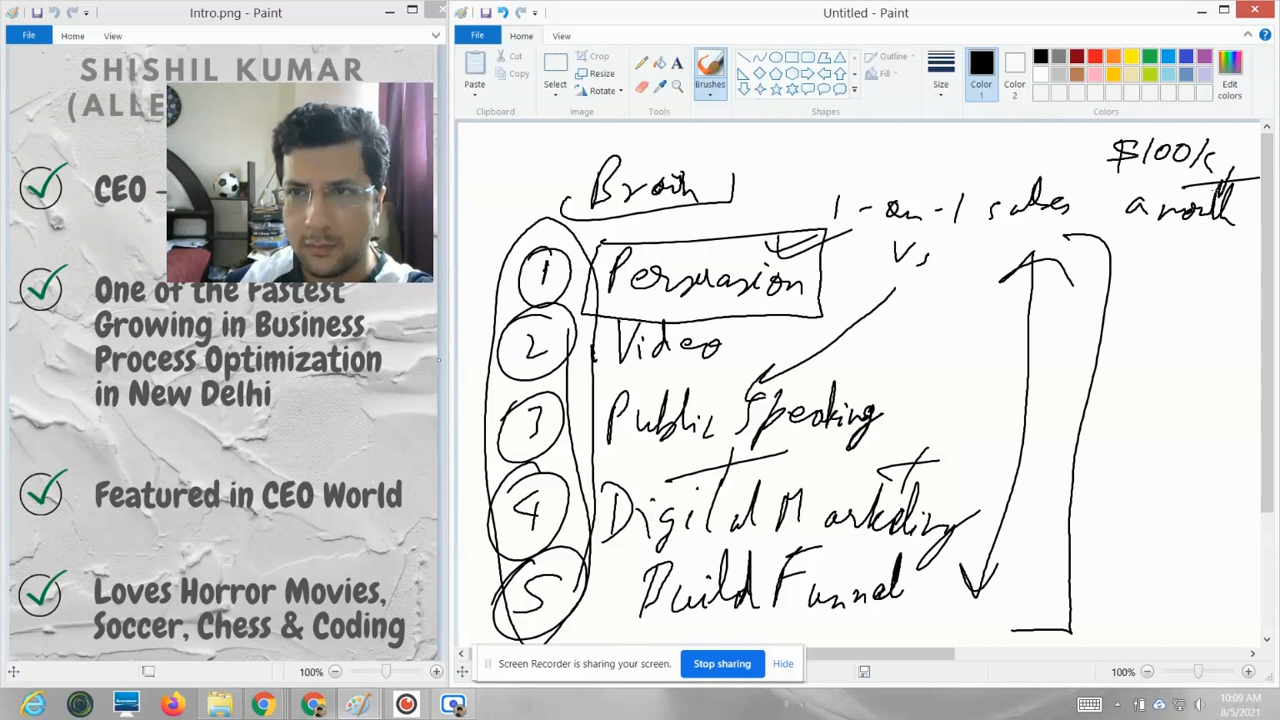 Intro.png - Paint
File
Home
View
SHISHIL KUMAR
(ALLE
CEO -
One of the Fastest
Growing in Business
Process Optimization
in New Delhi
Featured in CEO World
Loves Horror Movies,
Soccer, Chess & Coding
100%
Untitled - Paint
File
Home
View
Paste
Cut
Copy
Clipboard
Select
Crop
Resize
Rotate
Image
A
Tools
Brushes
Outline
Fill
Shapes
Size
Color
1
Color
2
Edit
colors
Colors
$100k
a month
Brain
1-on-1 sales
Vs
1 Persuasion
2 Video
3 Public Speaking
4 Digital Marketing
5 Build Funnel
Screen Recorder is sharing your screen.
Stop sharing
Hide
100%
10:09 AM
8/5/2021